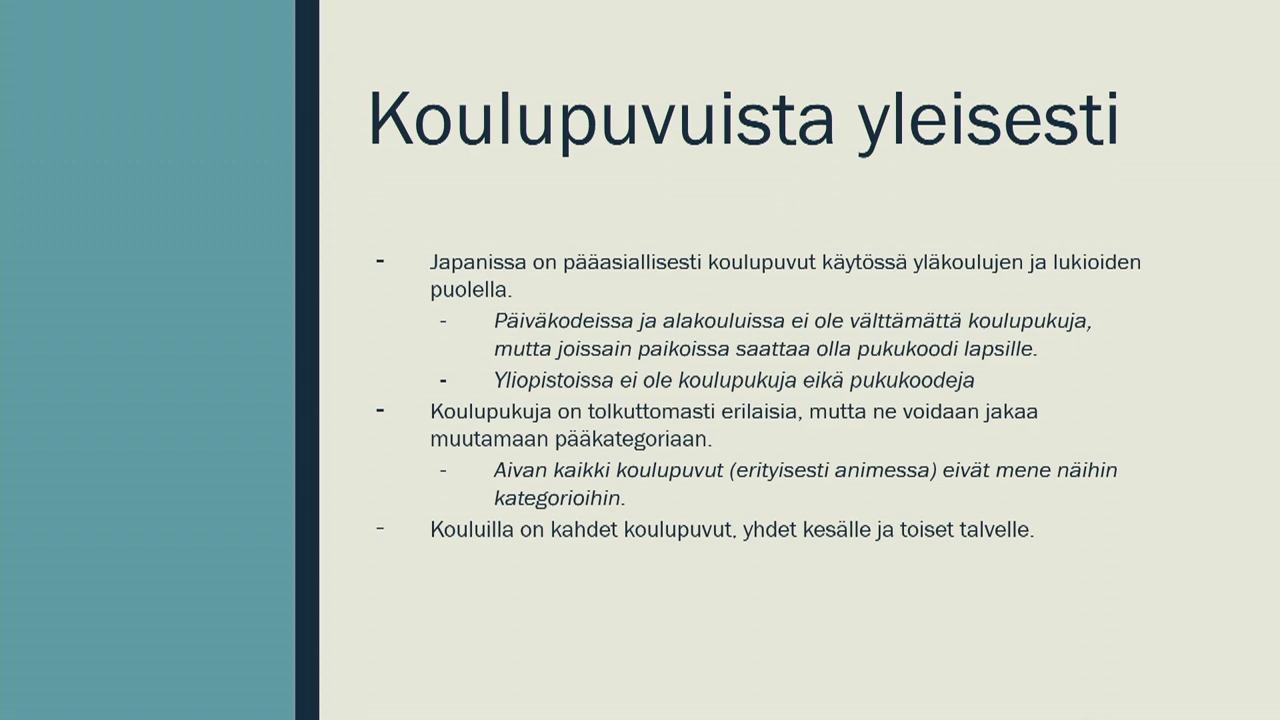 Koulupuvuista yleisesti
- Japanissa on pääasiallisesti koulupuvut käytössä yläkoulujen ja lukioiden
puolella.
- Päiväkodeissa ja alakouluissa ei ole välttämättä koulupukuja,
mutta joissain paikoissa saattaa olla pukukoodi lapsille.
- Yliopistoissa ei ole koulupukuja eikä pukukoodeja
- Koulupukuja on tolkuttomasti erilaisia, mutta ne voidaan jakaa
muutamaan pääkategoriaan.
- Aivan kaikki koulupuvut (erityisesti animessa) eivät mene näihin
kategorioihin.
- Kouluilla on kahdet koulupuvut, yhdet kesälle ja toiset talvelle.